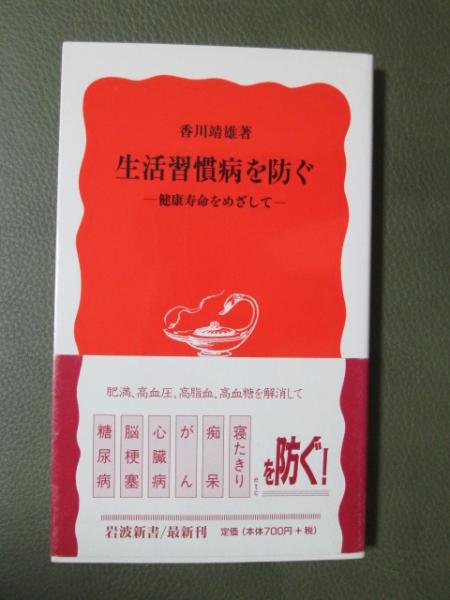 香川靖雄著
生活習慣病を防ぐ
―健康寿命をめざして―
肥満、高血圧、高脂血、高血糖を解消して
寝たきり
痴呆
がん
心臓病
脳梗塞
糖尿病
etc
を防ぐ!
岩波新書/最新刊 定価(本体700円+税)